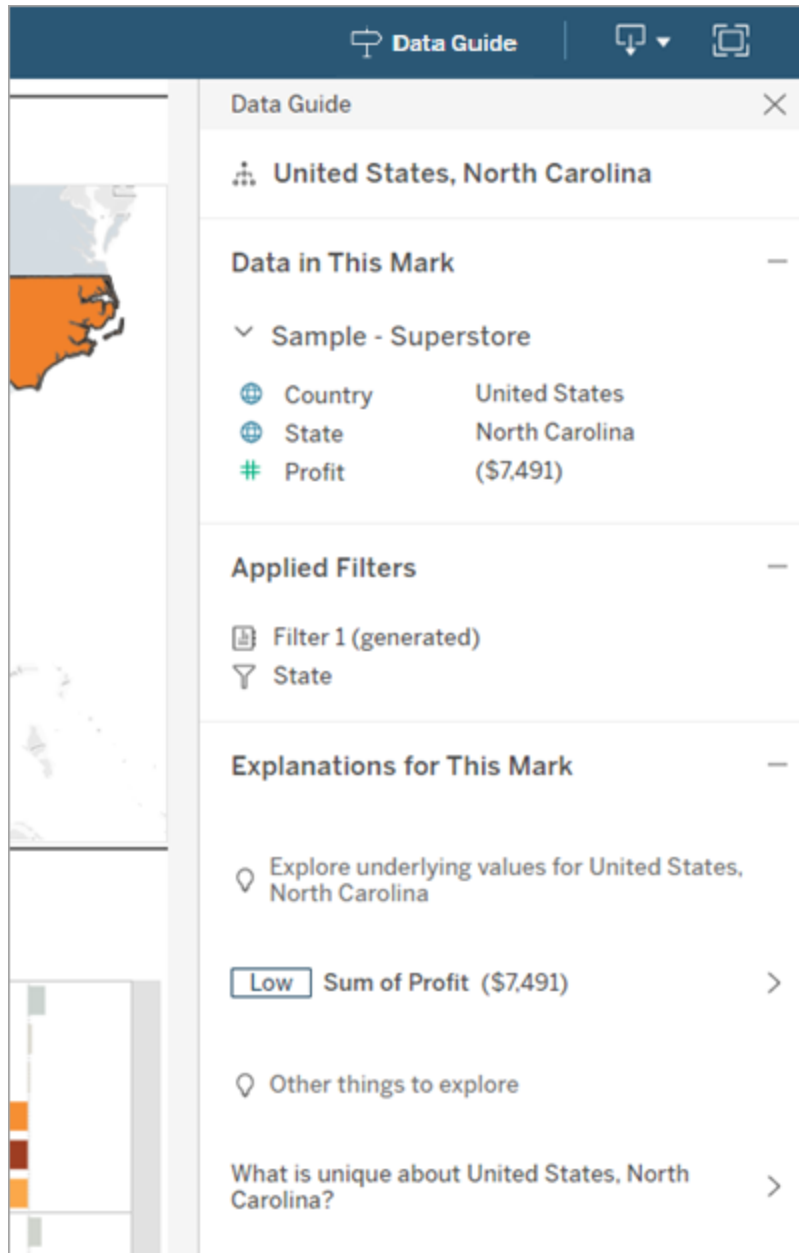 Data Guide
Data Guide
United States, North Carolina
Data in This Mark
Sample - Superstore
Country United States
State North Carolina
Profit ($7,491)
Applied Filters
Filter 1 (generated)
State
Explanations for This Mark
Explore underlying values for United States,
North Carolina
Low Sum of Profit ($7,491)
Other things to explore
What is unique about United States, North
Carolina?